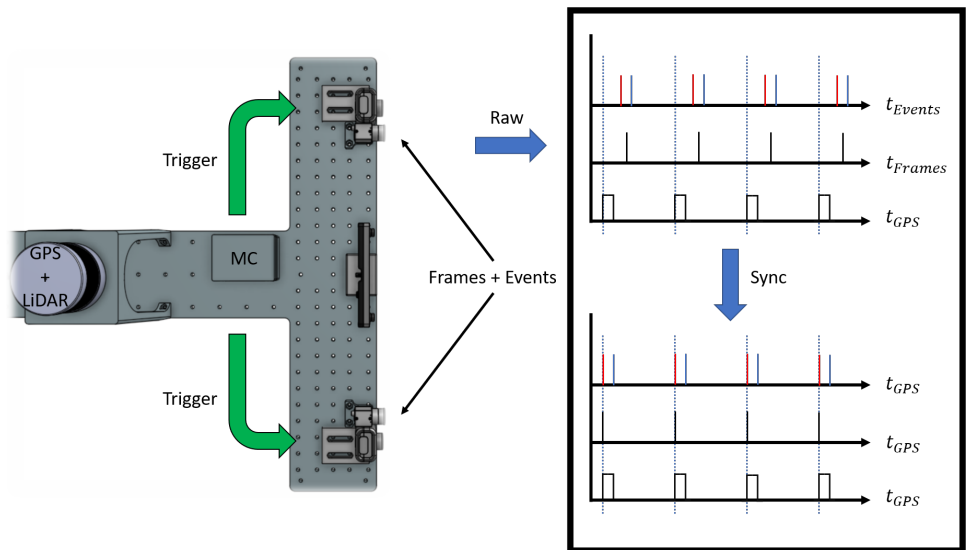 Trigger
GPS
+
LiDAR
MC
Trigger
Frames + Events
Raw
t_Events
t_Frames
t_GPS
Sync
t_GPS
t_GPS
t_GPS